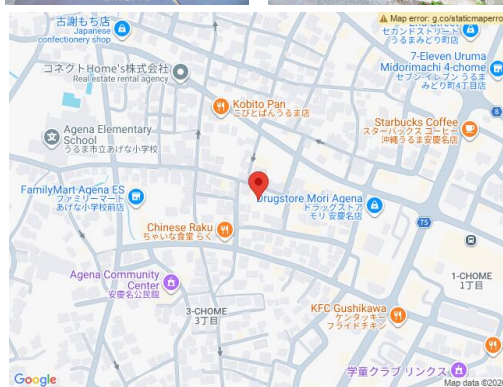 Map error: g.co/staticmaperro
古謝もち店
Japanese
confectionery shop
セカンドストリート
うるまみどり町店
コネクトHome's株式会社
Real estate rental agency
7-Eleven Uruma
Midorimachi 4-chome
セブン-イレブン うるま
みどり町4丁目店
Kobito Pan
こびとぱんうるま店
8
Agena Elementary
School
うるま市立あげな小学校
Starbucks Coffee
スターバックス コーヒー
沖縄うるま安慶名店
FamilyMart Agena ES
ファミリーマート
あげな小学校前店
Drugstore Mori Agena
ドラッグストア
モリ 安慶名店
75
Chinese Raku
ちゃいな食堂 らく
Agena Community
Center
安慶名公民館
1-CHOME
1丁目
3-CHOME
3丁目
KFC Gushikawa
ケンタッキー
フライドチキン
学童クラブ リンクス
Google
Map data ©202